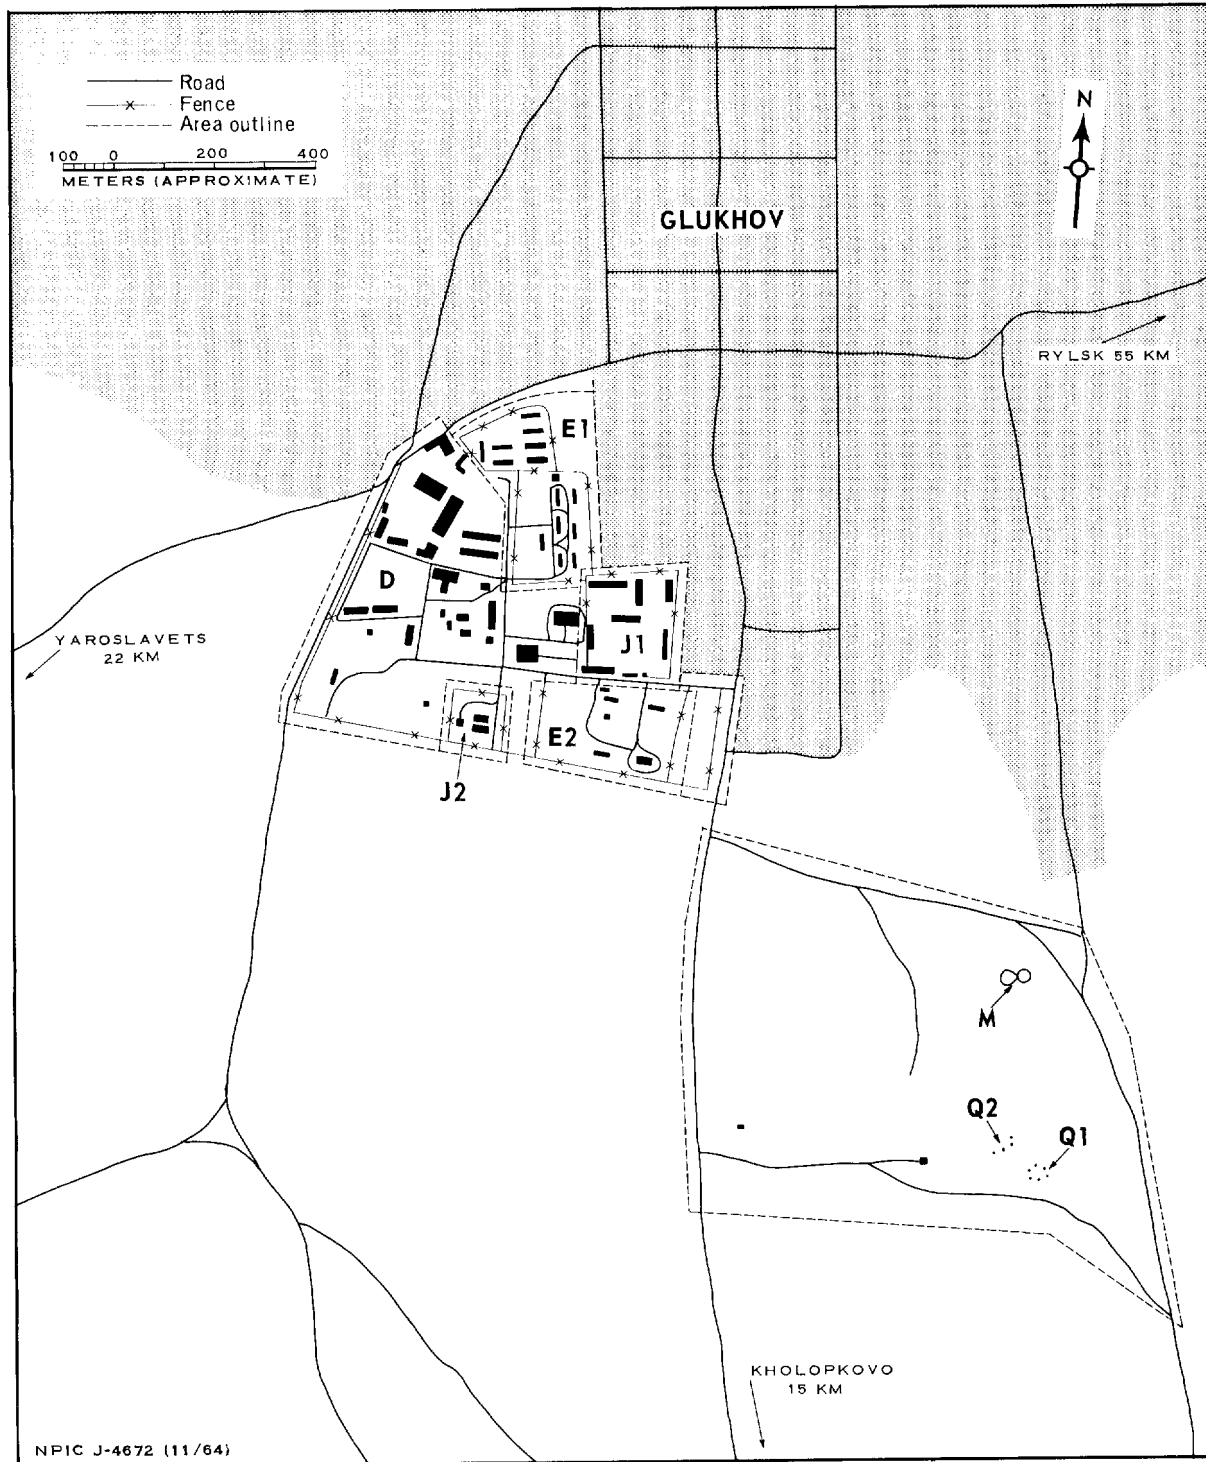 Road
Fence
Area outline
100 0 200 400
METERS (APPROXIMATE)
N
GLUKHOV
RYLSK 55 KM
E1
D
YAROSLAVETS
22 KM
J1
E2
J2
M
Q2
Q1
KHOLOPKOVO
15 KM
NPIC J-4672 (11/64)